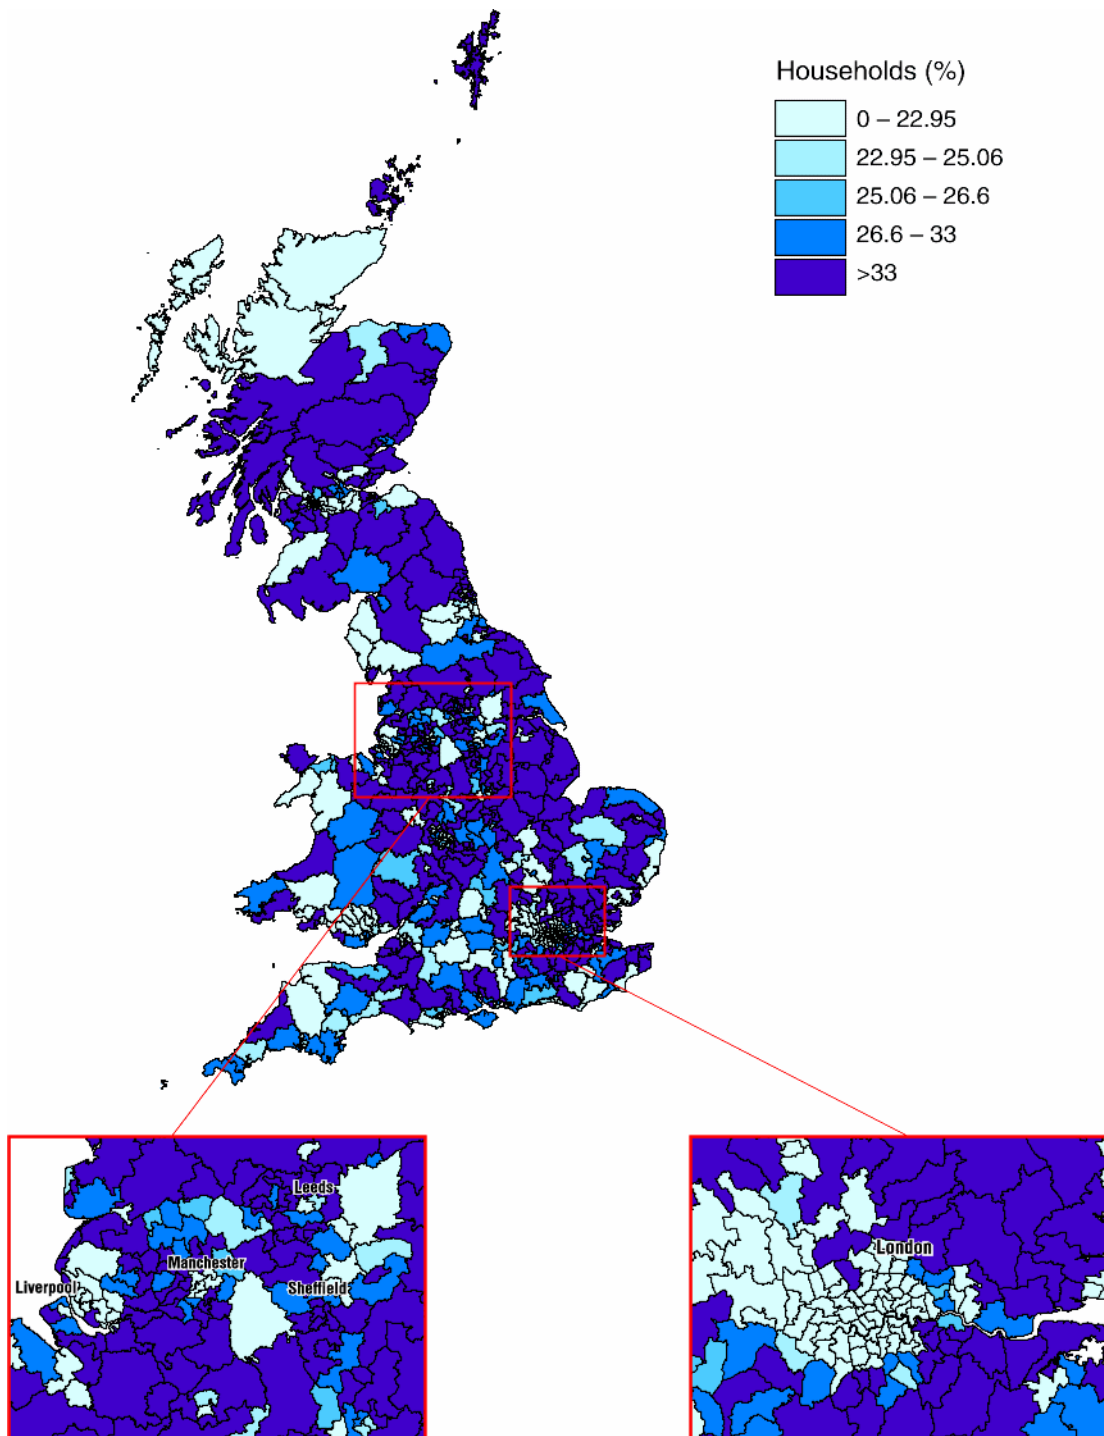 Households (%)
0 – 22.95
22.95 – 25.06
25.06 – 26.6
26.6 – 33
>33
Leeds
Manchester
Liverpool
Sheffield
London